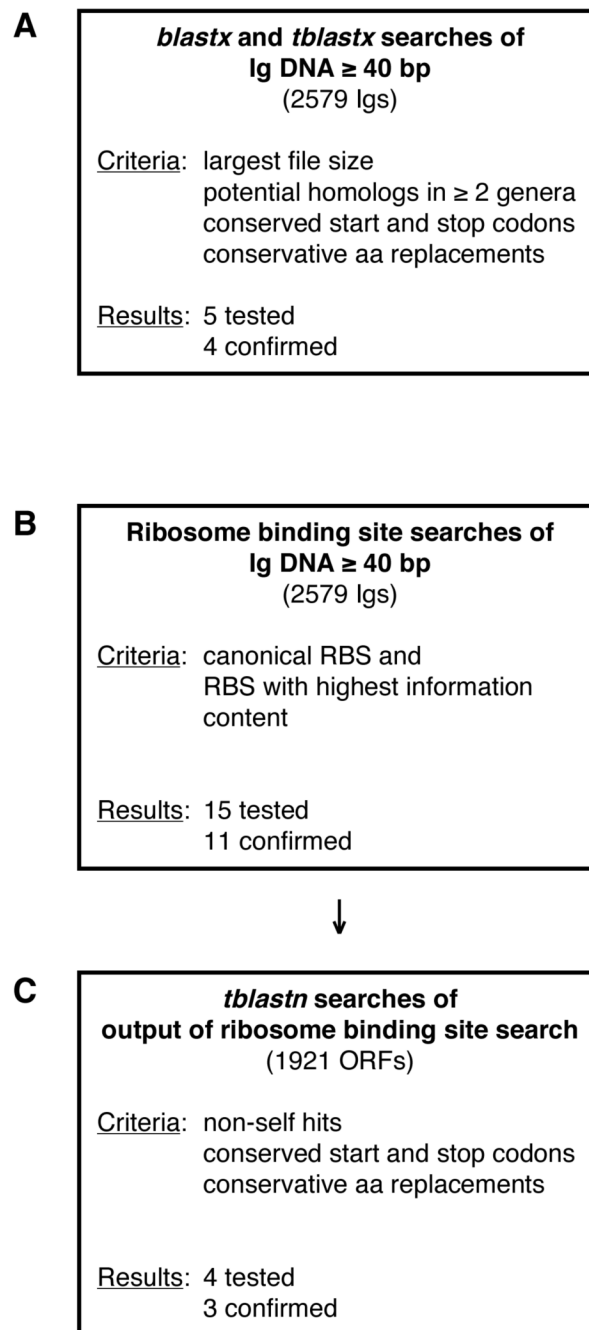 A
blastx and tblastx searches of
Ig DNA ≥ 40 bp
(2579 Igs)
Criteria: largest file size
potential homologs in ≥ 2 genera
conserved start and stop codons
conservative aa replacements
Results: 5 tested
4 confirmed
B
Ribosome binding site searches of
Ig DNA ≥ 40 bp
(2579 Igs)
Criteria: canonical RBS and
RBS with highest information
content
Results: 15 tested
11 confirmed
C
tblastn searches of
output of ribosome binding site search
(1921 ORFs)
Criteria: non-self hits
conserved start and stop codons
conservative aa replacements
Results: 4 tested
3 confirmed